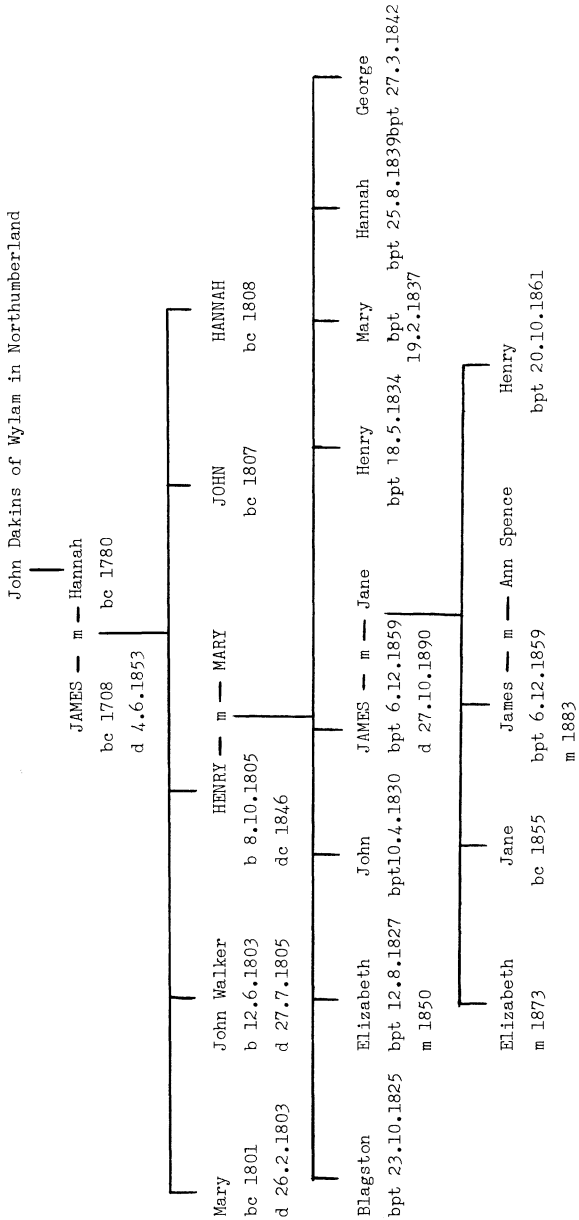 John Dakins of Wylam in Northumberland
JAMES — m — Hannah
bc 1708 bc 1780
d 4.6.1853
Mary John Walker HENRY — m — MARY JOHN HANNAH
bc 1801 b 12.6.1803 b 8.10.1805 bc 1807 bc 1808
d 26.2.1803 d 27.7.1805 dc 1846
Blagston Elizabeth John JAMES — m — Jane Henry Mary Hannah George
bpt 23.10.1825 bpt 12.8.1827 bpt10.4.1830 bpt 6.12.1859 bpt 18.5.1834 bpt bpt 25.8.1839bpt 27.3.1842
m 1850 d 27.10.1890 19.2.1837
Elizabeth Jane James — m — Ann Spence Henry
m 1873 bc 1855 bpt 6.12.1859 bpt 20.10.1861
m 1883